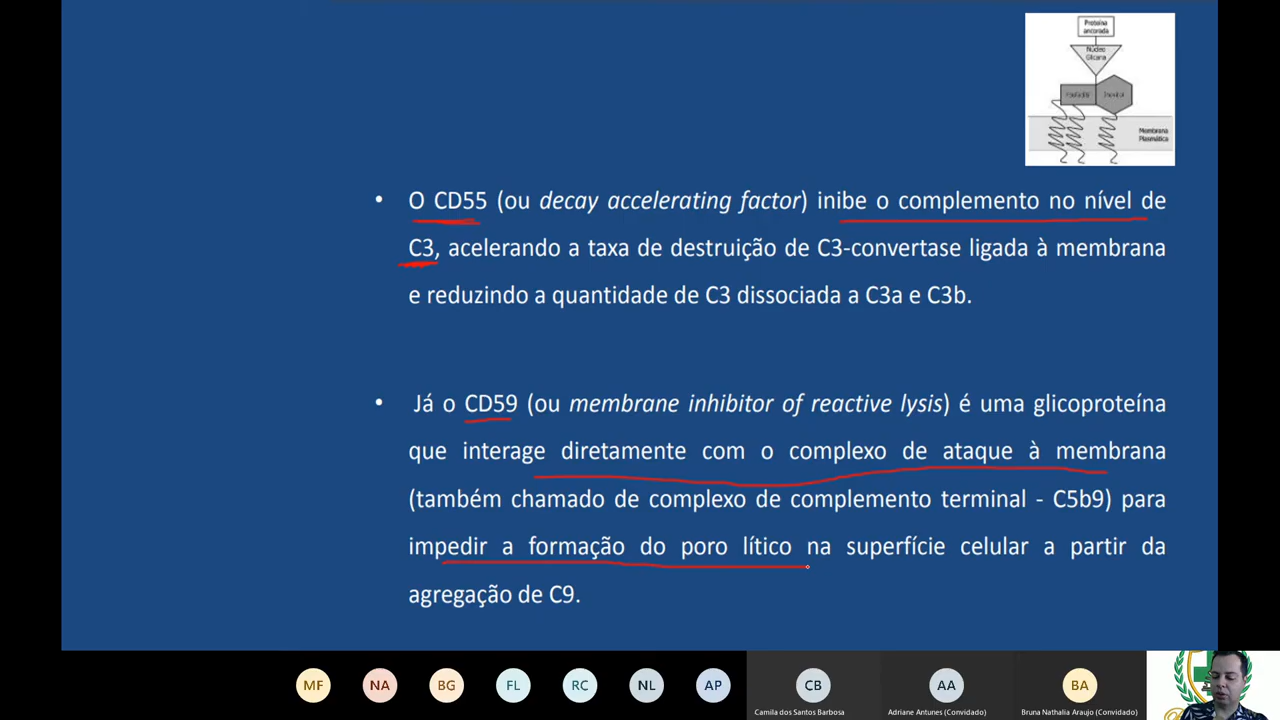 Proteína
ancorada
Núcleo
Glicana
Inositol
Membrana
Plasmática
• O CD55 (ou decay accelerating factor) inibe o complemento no nível de
C3, acelerando a taxa de destruição de C3-convertase ligada à membrana
e reduzindo a quantidade de C3 dissociada a C3a e C3b.
• Já o CD59 (ou membrane inhibitor of reactive lysis) é uma glicoproteína
que interage diretamente com o complexo de ataque à membrana
(também chamado de complexo de complemento terminal - C5b9) para
impedir a formação do poro lítico na superfície celular a partir da
agregação de C9.
MF NA BG FL RC NL AP CB AA BA
Camila dos Santos Barbosa Adriane Antunes (Convidado) Bruna Nathalia Araujo (Convidado)